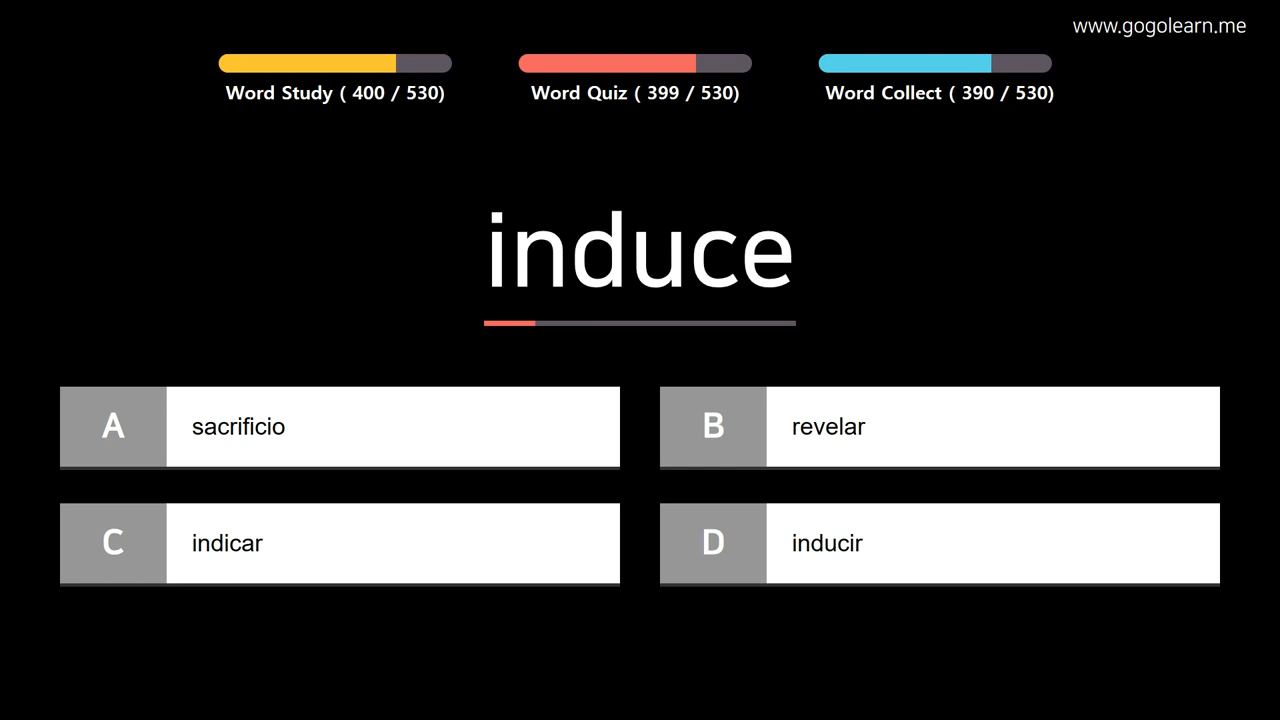 www.gogolearn.me
Word Study ( 400 / 530)
Word Quiz ( 399 / 530)
Word Collect ( 390 / 530)
induce
A sacrificio
B revelar
C indicar
D inducir